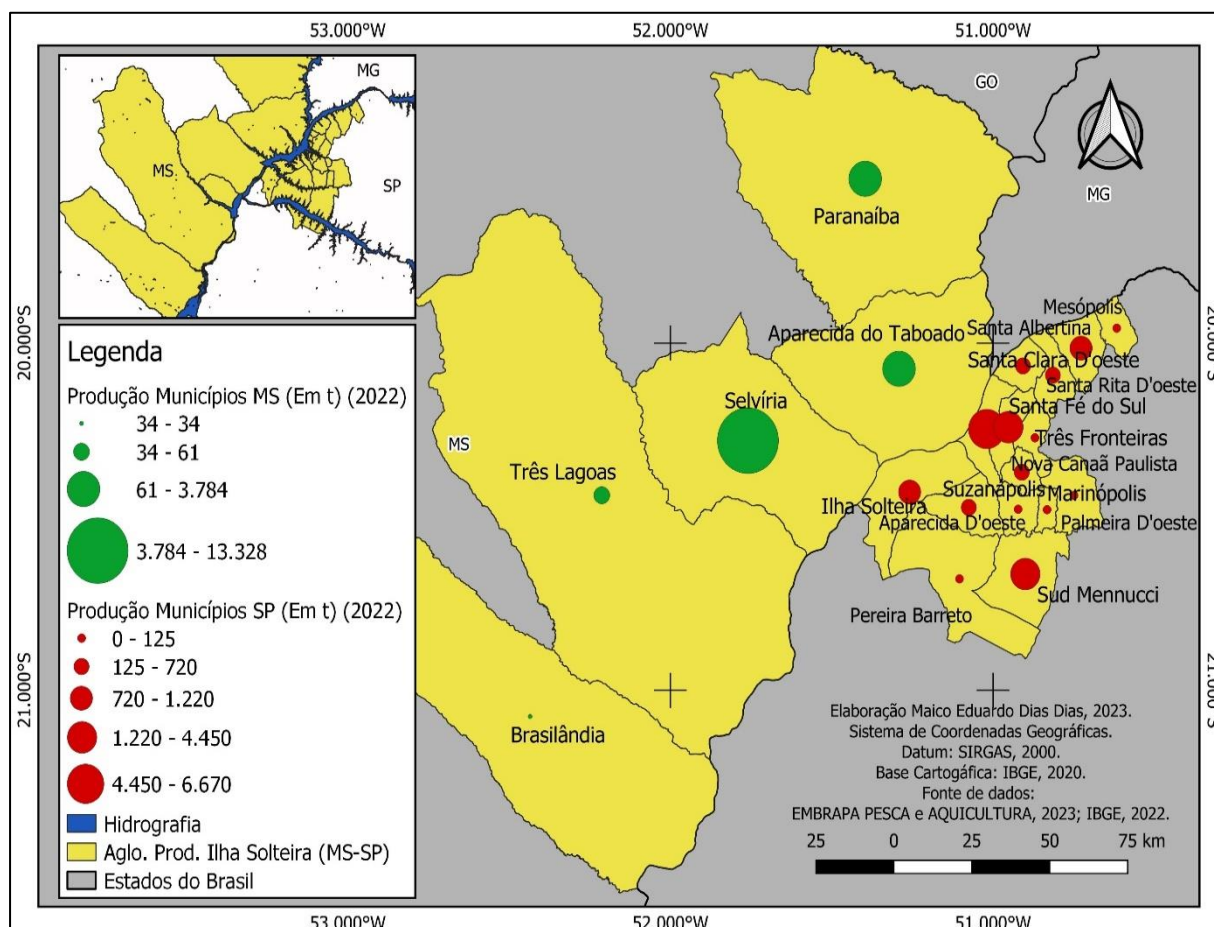 53.000°W
52.000°W
51.000°W
MG
MS
SP
GO
MG
Paranaíba
Mesópolis
20.000°S
20.000°S
Aparecida do Taboado
Santa Albertina
Santa Clara D'oeste
Santa Rita D'oeste
Selvíria
Santa Fé do Sul
MS
Três Fronteiras
Três Lagoas
Nova Canaã Paulista
Suzanápolis
Marinópolis
Ilha Solteira
Aparecida D'oeste
Palmeira D'oeste
Sud Mennucci
Pereira Barreto
21.000°S
21.000°S
Brasilândia
Legenda
Produção Municípios MS (Em t) (2022)
34 - 34
34 - 61
61 - 3.784
3.784 - 13.328
Produção Municípios SP (Em t) (2022)
0 - 125
125 - 720
720 - 1.220
1.220 - 4.450
4.450 - 6.670
Hidrografia
Aglo. Prod. Ilha Solteira (MS-SP)
Estados do Brasil
Elaboração Maico Eduardo Dias Dias, 2023.
Sistema de Coordenadas Geográficas.
Datum: SIRGAS, 2000.
Base Cartogáfica: IBGE, 2020.
Fonte de dados:
EMBRAPA PESCA e AQUICULTURA, 2023; IBGE, 2022.
25 0 25 50 75 km
53.000°W
52.000°W
51.000°W